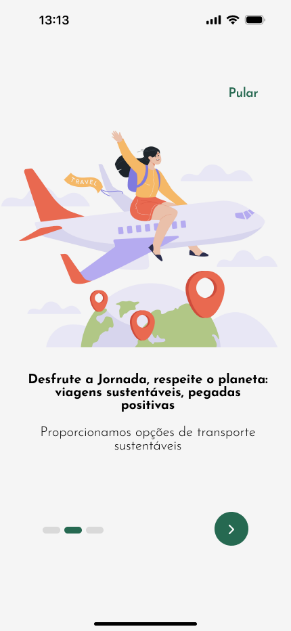 13:13
Pular
TRAVEL
Desfrute a Jornada, respeite o planeta:
viagens sustentáveis, pegadas
positivas
Proporcionamos opções de transporte
sustentáveis